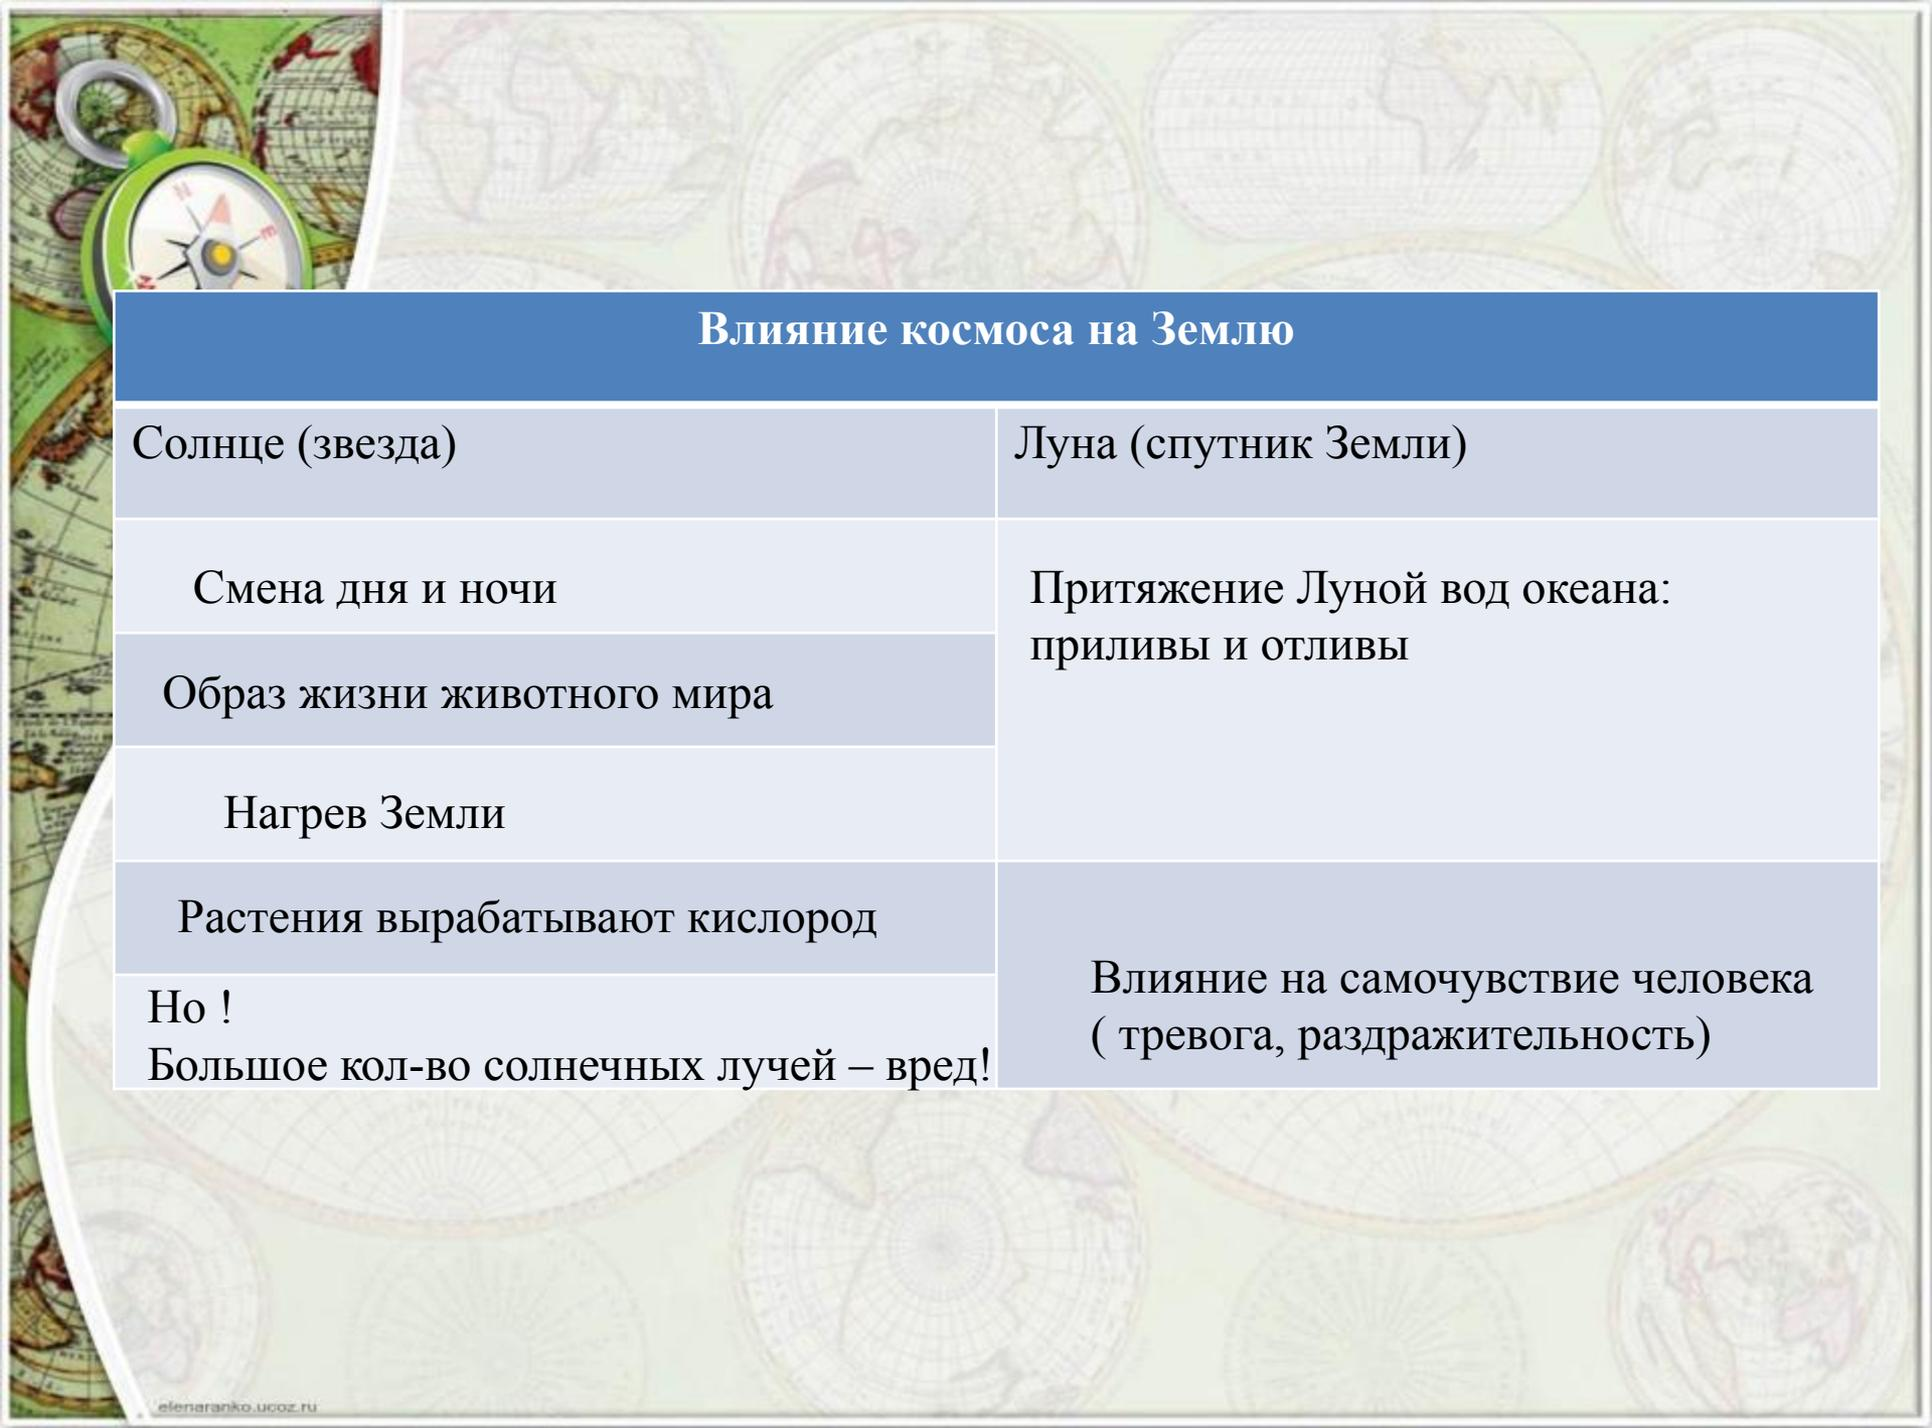 Влияние космоса на Землю
Солнце (звезда)
Луна (спутник Земли)
Смена дня и ночи
Притяжение Луной вод океана:
приливы и отливы
Образ жизни животного мира
Нагрев Земли
Растения вырабатывают кислород
Влияние на самочувствие человека
( тревога, раздражительность)
Но !
Большое кол-во солнечных лучей – вред!
N
E
elenaranko.ucoz.ru